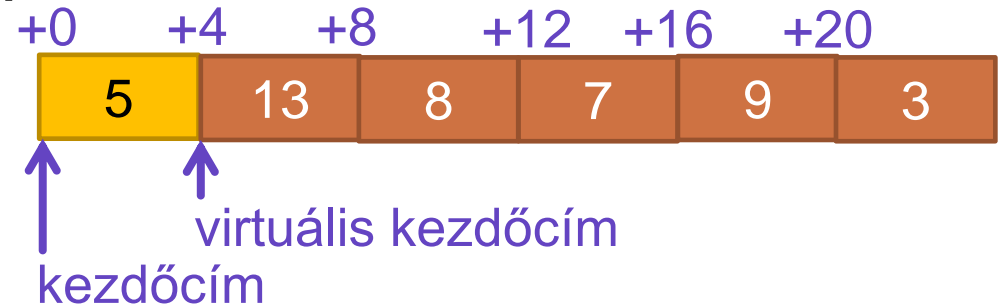 +0 +4 +8 +12 +16 +20
5 13 8 7 9 3
virtuális kezdőcím
kezdőcím